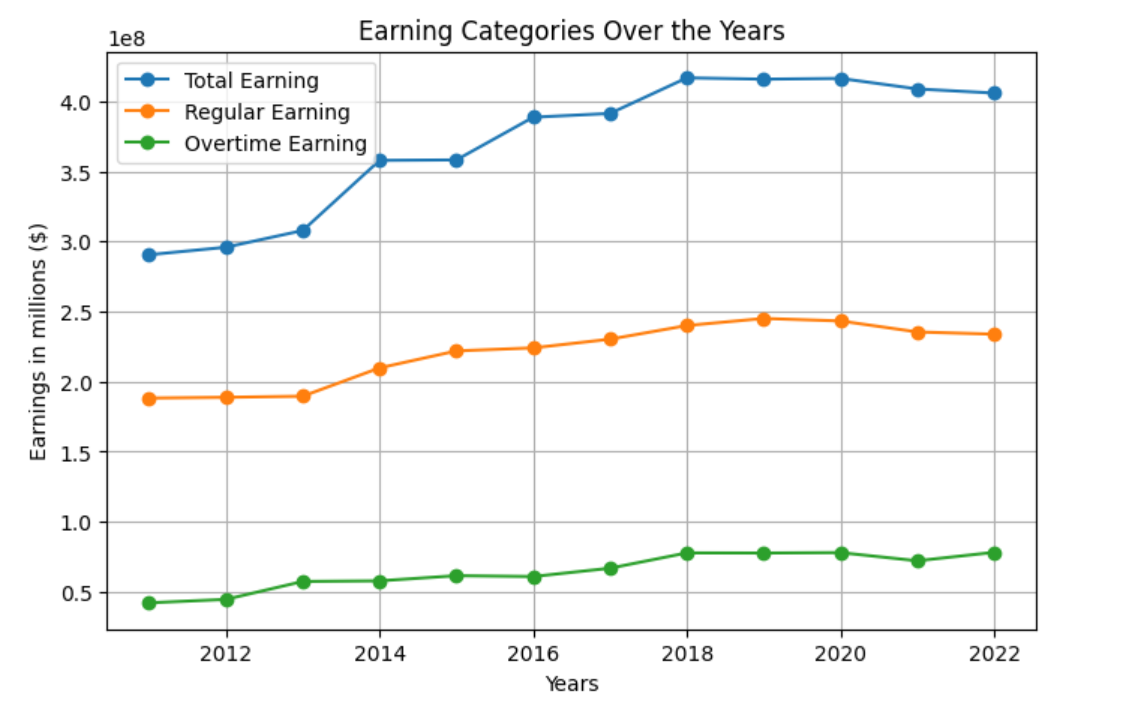 Earning Categories Over the Years
1e8
Total Earning
Regular Earning
Overtime Earning
4.0
3.5
3.0
2.5
2.0
1.5
1.0
0.5
Earnings in millions ($)
2012 2014 2016 2018 2020 2022
Years